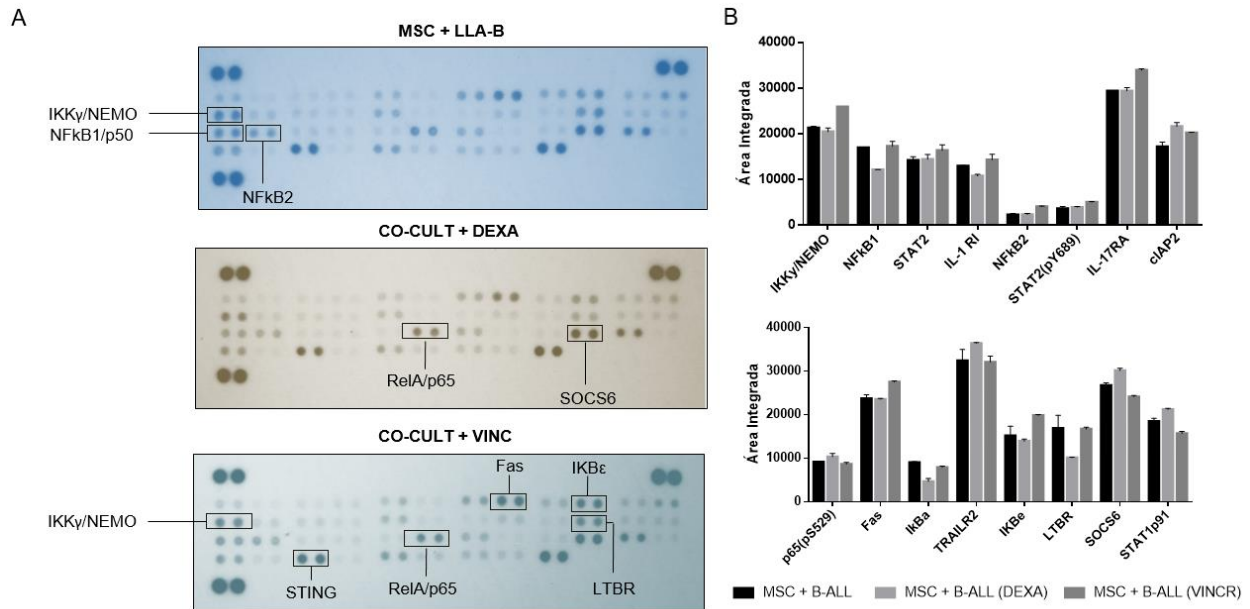 A
MSC + LLA-B
IKKγ/NEMO
NFkB1/p50
NFkB2
CO-CULT + DEXA
RelA/p65
SOCS6
CO-CULT + VINC
Fas
IKBε
IKKγ/NEMO
STING
RelA/p65
LTBR
B
Área Integrada
40000
30000
20000
10000
0
IKKγ/NEMO
NFkB1
STAT2
IL-1 RI
NFkB2
STAT2(pY689)
IL-17RA
cIAP2
Área Integrada
40000
30000
20000
10000
0
p65(pS529)
Fas
IkBa
TRAILR2
IKBe
LTBR
SOCS6
STAT1p91
MSC + B-ALL
MSC + B-ALL (DEXA)
MSC + B-ALL (VINCR)